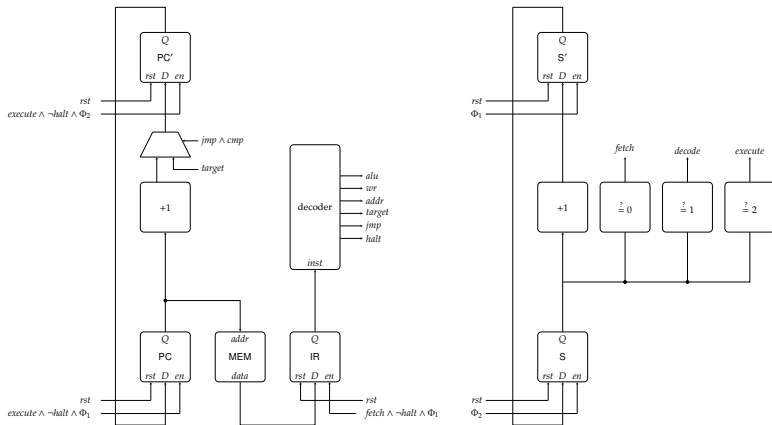 Q
PC′
rst D en
rst
execute ∧ ¬halt ∧ Φ2
jmp ∧ cmp
target
+1
Q
PC
rst D en
rst
execute ∧ ¬halt ∧ Φ1
addr
MEM
data
decoder
inst
alu
wr
addr
target
jmp
halt
Q
IR
rst D en
rst
fetch ∧ ¬halt ∧ Φ1
Q
S′
rst D en
rst
Φ1
fetch
decode
execute
+1
≟ 0
≟ 1
≟ 2
Q
S
rst D en
rst
Φ2